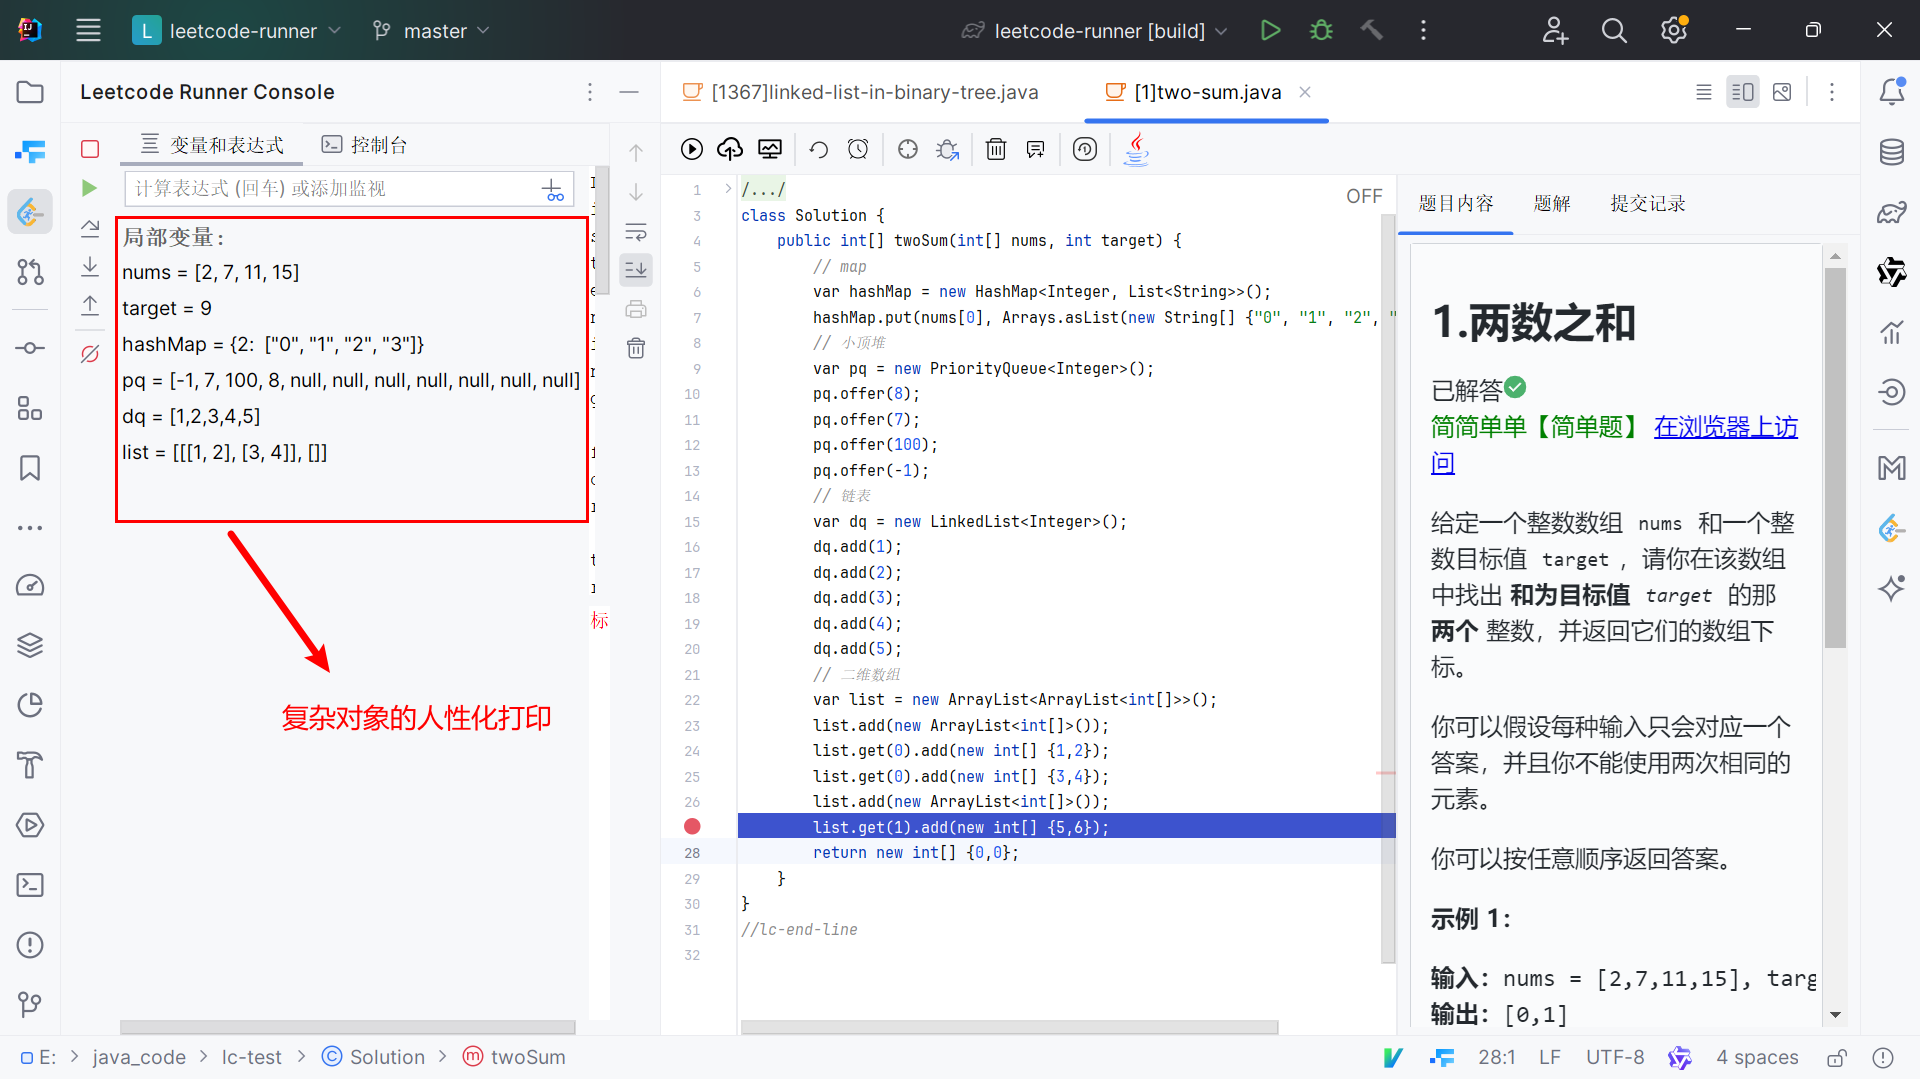 L leetcode-runner master leetcode-runner [build]
Leetcode Runner Console
[1367]linked-list-in-binary-tree.java [1]two-sum.java
变量和表达式 控制台
计算表达式 (回车) 或添加监视
局部变量：
nums = [2, 7, 11, 15]
target = 9
hashMap = {2: ["0", "1", "2", "3"]}
pq = [-1, 7, 100, 8, null, null, null, null, null, null, null]
dq = [1,2,3,4,5]
list = [[[1, 2], [3, 4]], []]
复杂对象的人性化打印
标
OFF
1 /.../
3 class Solution {
4 public int[] twoSum(int[] nums, int target) {
5 // map
6 var hashMap = new HashMap<Integer, List<String>>();
7 hashMap.put(nums[0], Arrays.asList(new String[] {"0", "1", "2", "
8 // 小顶堆
9 var pq = new PriorityQueue<Integer>();
10 pq.offer(8);
11 pq.offer(7);
12 pq.offer(100);
13 pq.offer(-1);
14 // 链表
15 var dq = new LinkedList<Integer>();
16 dq.add(1);
17 dq.add(2);
18 dq.add(3);
19 dq.add(4);
20 dq.add(5);
21 // 二维数组
22 var list = new ArrayList<ArrayList<int[]>>();
23 list.add(new ArrayList<int[]>());
24 list.get(0).add(new int[] {1,2});
25 list.get(0).add(new int[] {3,4});
26 list.add(new ArrayList<int[]>());
list.get(1).add(new int[] {5,6});
28 return new int[] {0,0};
29 }
30 }
31 //lc-end-line
32
题目内容 题解 提交记录
1.两数之和
已解答
简简单单【简单题】 在浏览器上访
问
给定一个整数数组 nums 和一个整
数目标值 target ，请你在该数组
中找出 和为目标值 target 的那
两个 整数，并返回它们的数组下
标。
你可以假设每种输入只会对应一个
答案，并且你不能使用两次相同的
元素。
你可以按任意顺序返回答案。
示例 1：
输入：nums = [2,7,11,15], targ
输出：[0,1]
E: > java_code > lc-test > Solution > twoSum
28:1 LF UTF-8 4 spaces